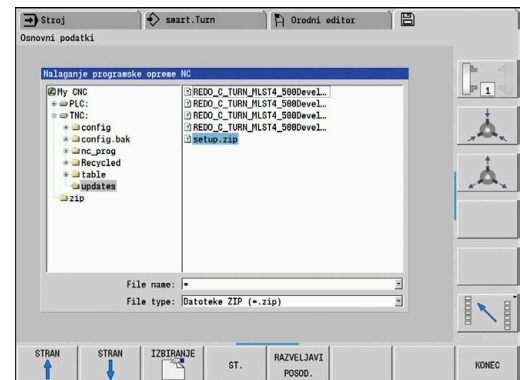 Stroj
smart.Turn
Orodni editor
Osnovni podatki
Nalaganje programske opreme NC
My CNC
PLC:
TNC:
config
config.bak
nc_prog
Recycled
table
updates
zip
REDO_C_TURN_MLST4_500Devel…
REDO_C_TURN_MLST4_500Devel…
REDO_C_TURN_MLST4_500Devel…
REDO_C_TURN_MLST4_500Devel…
setup.zip
File name: *
File type: Datoteke ZIP (*.zip)
1
STRAN
STRAN
IZBIRANJE
ST.
RAZVELJAVI
POSOD.
KONEC